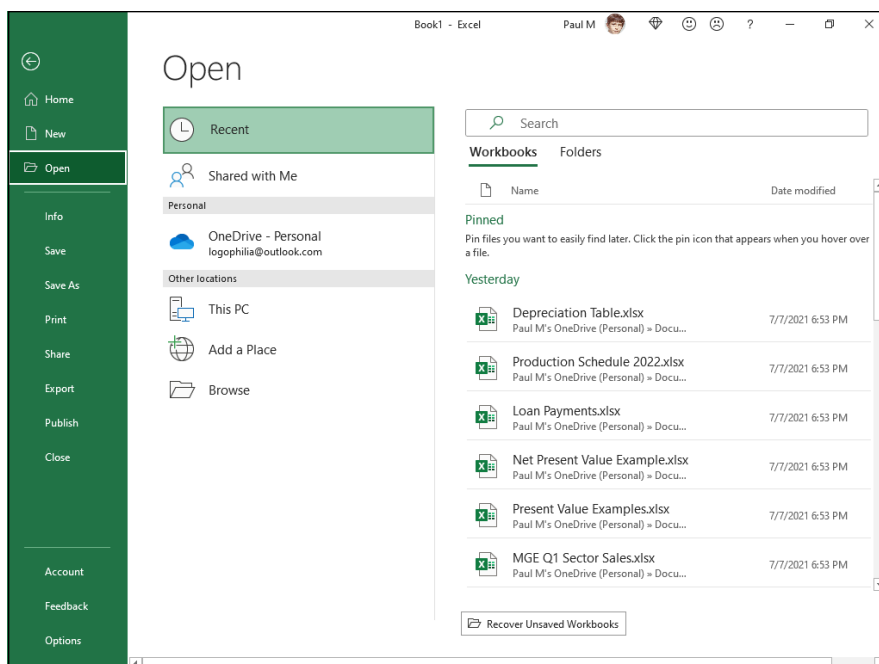 Book1 - Excel
Paul M
?
Home
New
Open
Info
Save
Save As
Print
Share
Export
Publish
Close
Account
Feedback
Options
Open
Recent
Shared with Me
Personal
OneDrive - Personal
logophilia@outlook.com
Other locations
This PC
Add a Place
Browse
Search
Workbooks Folders
Name Date modified
Pinned
Pin files you want to easily find later. Click the pin icon that appears when you hover over
a file.
Yesterday
Depreciation Table.xlsx
Paul M's OneDrive (Personal) » Docu...
7/7/2021 6:53 PM
Production Schedule 2022.xlsx
Paul M's OneDrive (Personal) » Docu...
7/7/2021 6:53 PM
Loan Payments.xlsx
Paul M's OneDrive (Personal) » Docu...
7/7/2021 6:53 PM
Net Present Value Example.xlsx
Paul M's OneDrive (Personal) » Docu...
7/7/2021 6:53 PM
Present Value Examples.xlsx
Paul M's OneDrive (Personal) » Docu...
7/7/2021 6:53 PM
MGE Q1 Sector Sales.xlsx
Paul M's OneDrive (Personal) » Docu...
7/7/2021 6:53 PM
Recover Unsaved Workbooks